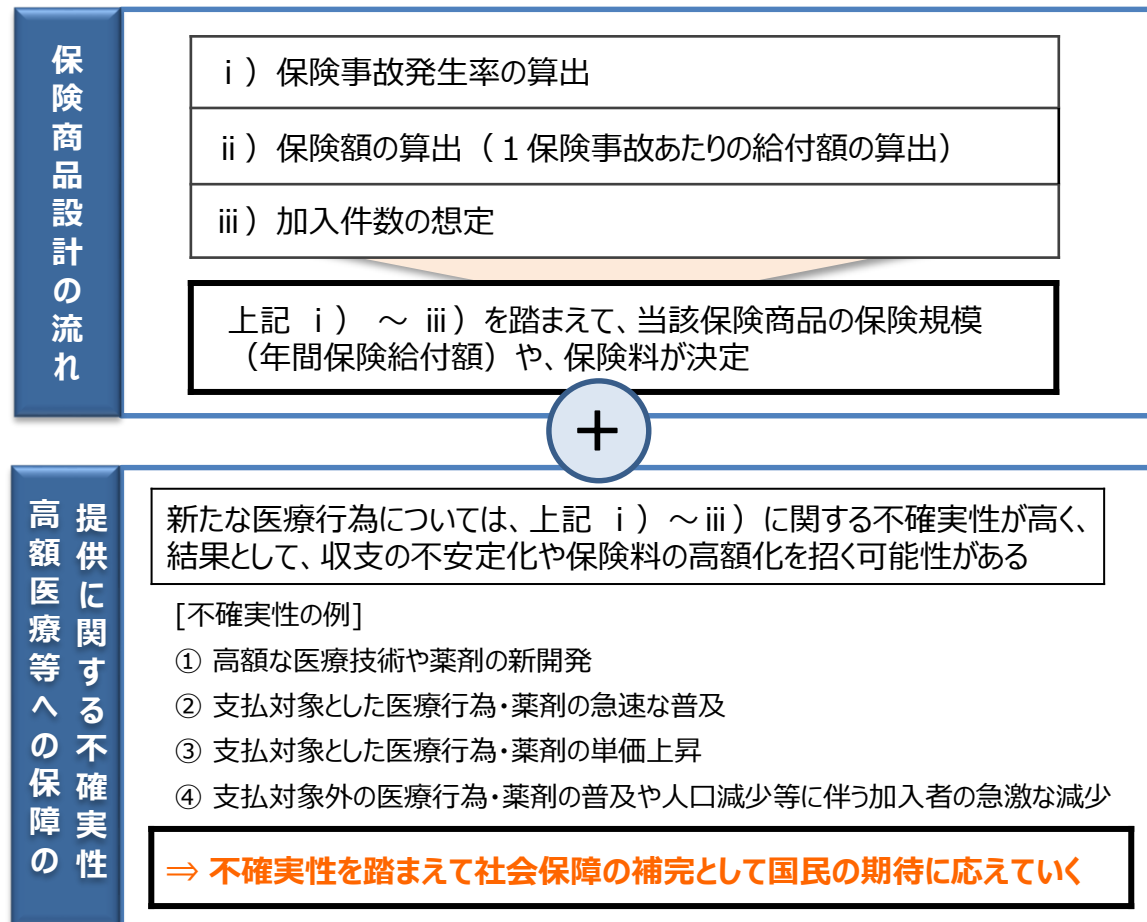 保険商品設計の流れ
ⅰ）保険事故発生率の算出
ⅱ）保険額の算出（１保険事故あたりの給付額の算出）
ⅲ）加入件数の想定
上記 ⅰ） ～ ⅲ）を踏まえて、当該保険商品の保険規模
（年間保険給付額）や、保険料が決定
＋
高額医療等への保障の
提供に関する不確実性
新たな医療行為については、上記 ⅰ）～ⅲ）に関する不確実性が高く、
結果として、収支の不安定化や保険料の高額化を招く可能性がある
[不確実性の例]
① 高額な医療技術や薬剤の新開発
② 支払対象とした医療行為・薬剤の急速な普及
③ 支払対象とした医療行為・薬剤の単価上昇
④ 支払対象外の医療行為・薬剤の普及や人口減少等に伴う加入者の急激な減少
⇒ 不確実性を踏まえて社会保障の補完として国民の期待に応えていく